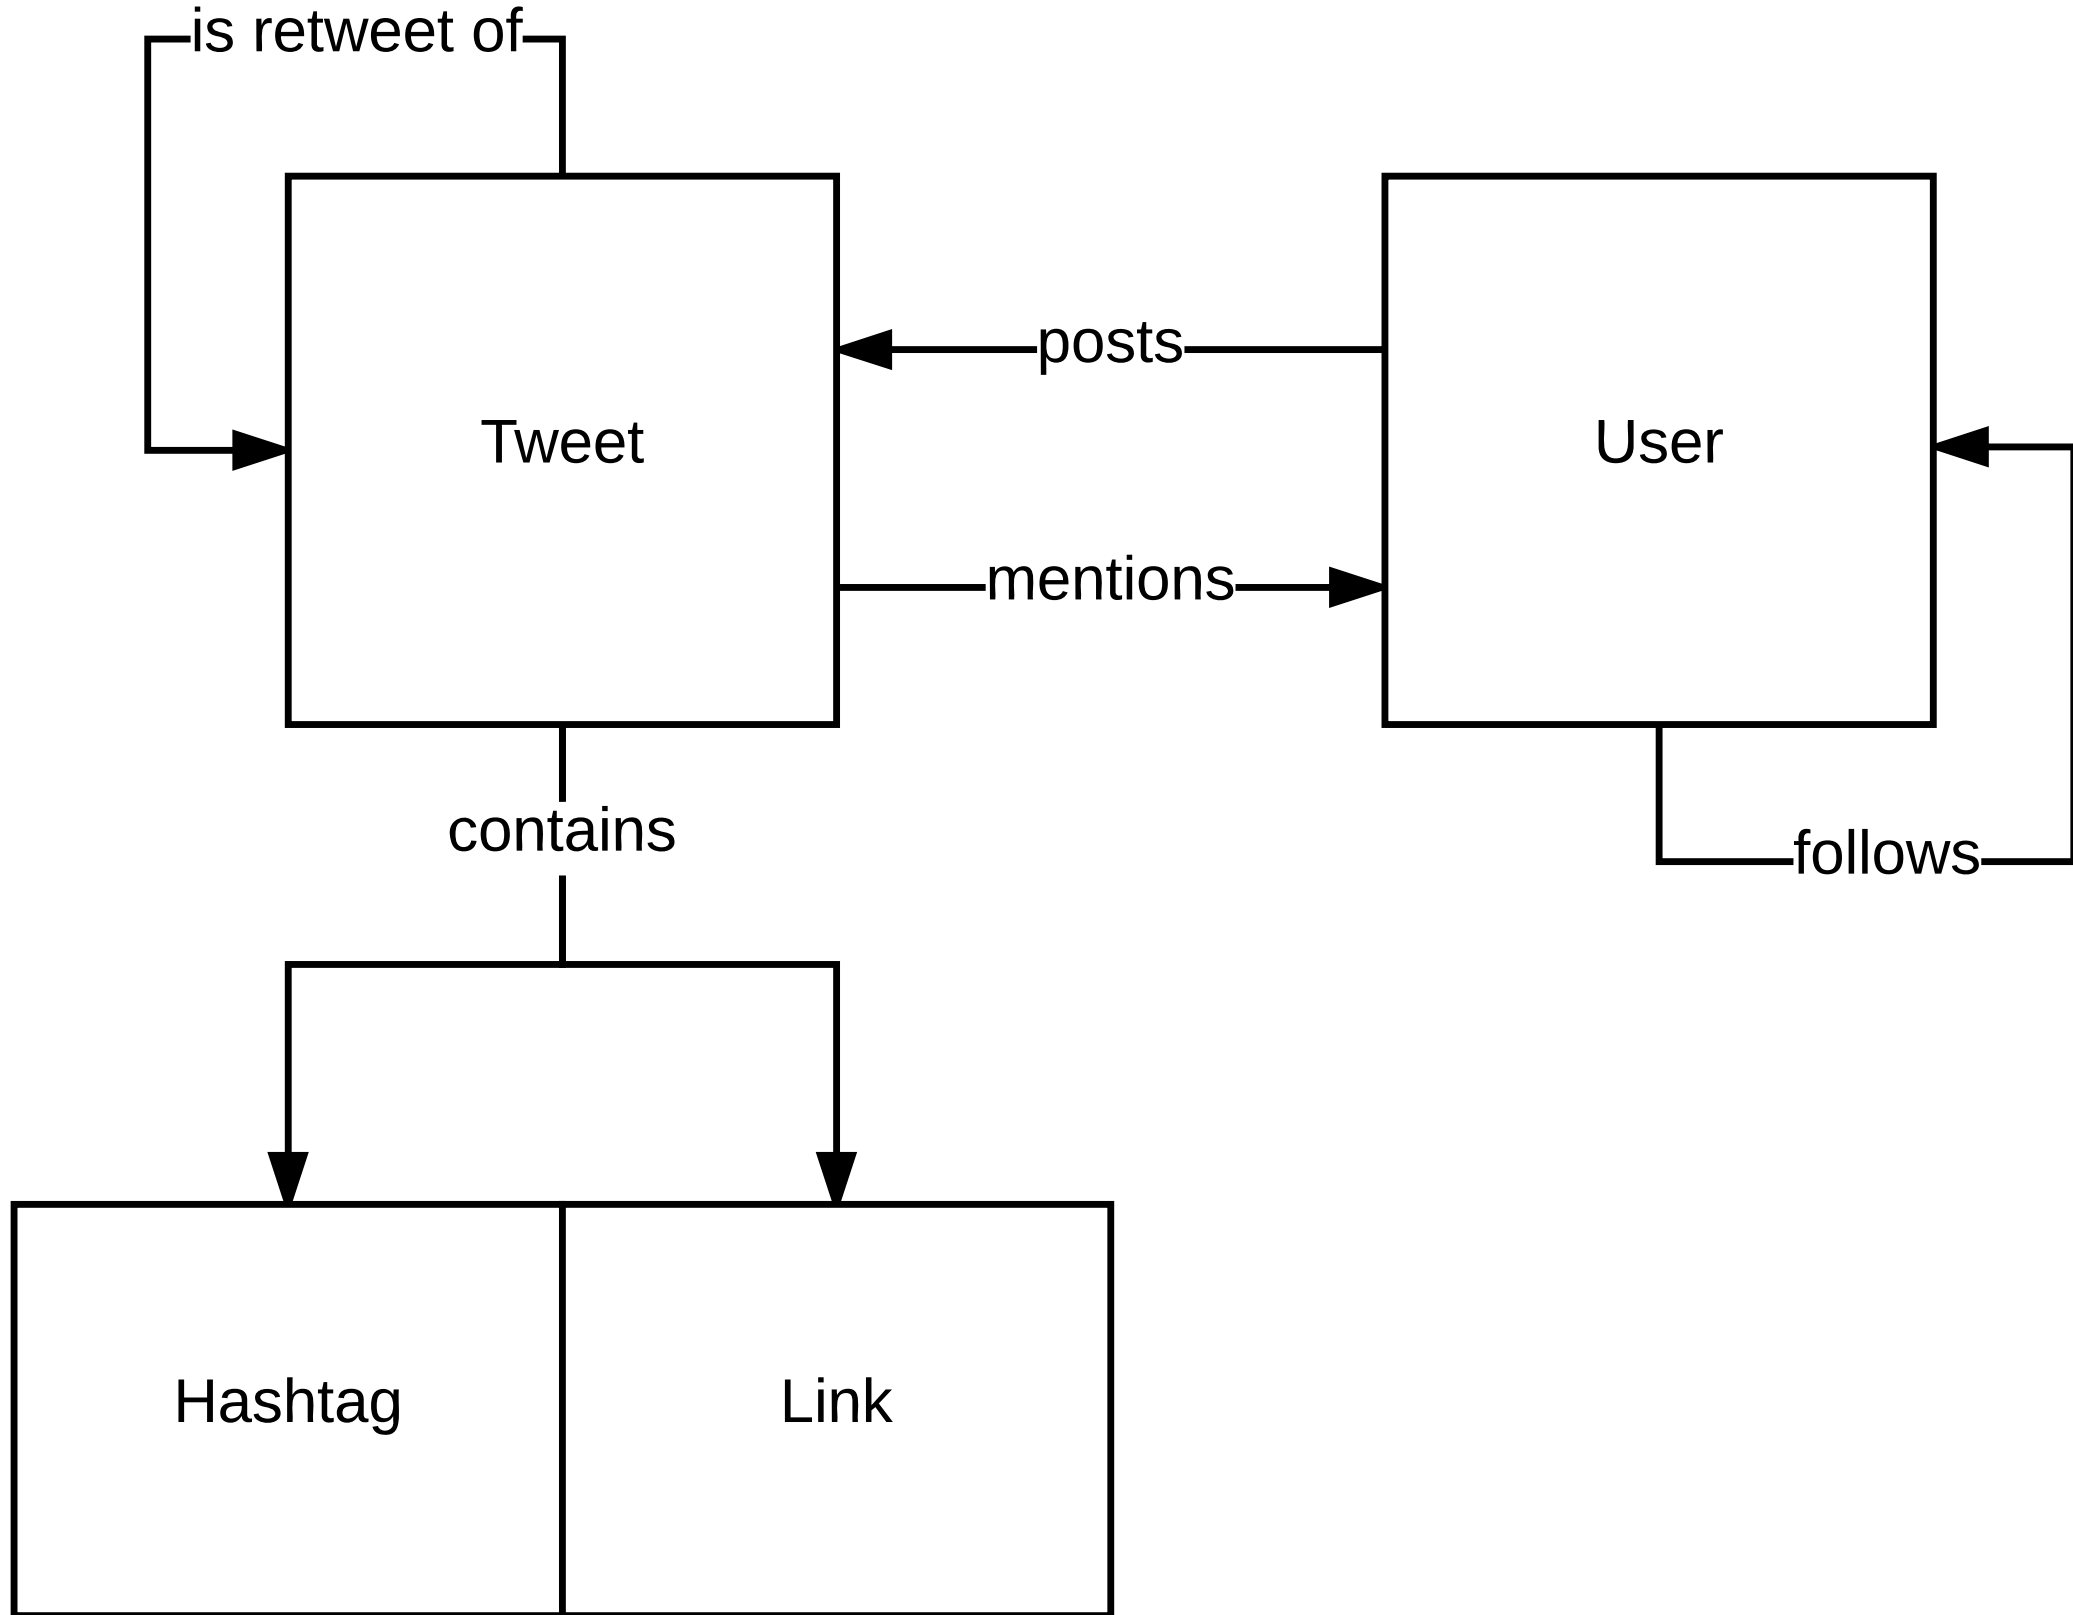 is retweet of
posts
Tweet
User
mentions
contains
follows
Hashtag
Link